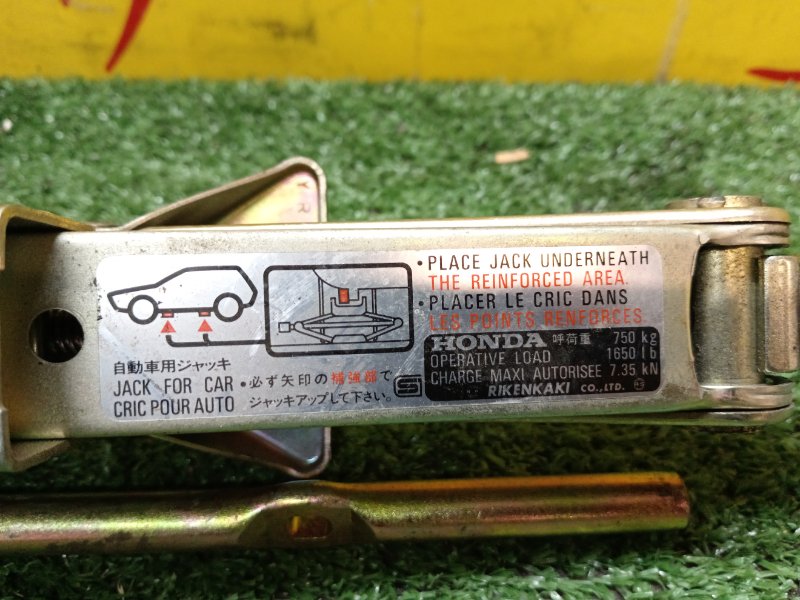 • PLACE JACK UNDERNEATH
THE REINFORCED AREA.
• PLACER LE CRIC DANS
LES POINTS RENFORCES.
自動車用ジャッキ
JACK FOR CAR
CRIC POUR AUTO
• 必ず矢印の補強部で
ジャッキアップして下さい。
HONDA 呼荷重 750 kg
OPERATIVE LOAD 1650 lb
CHARGE MAXI AUTORISEE 7.35 kN
RIKENKAKI CO., LTD.